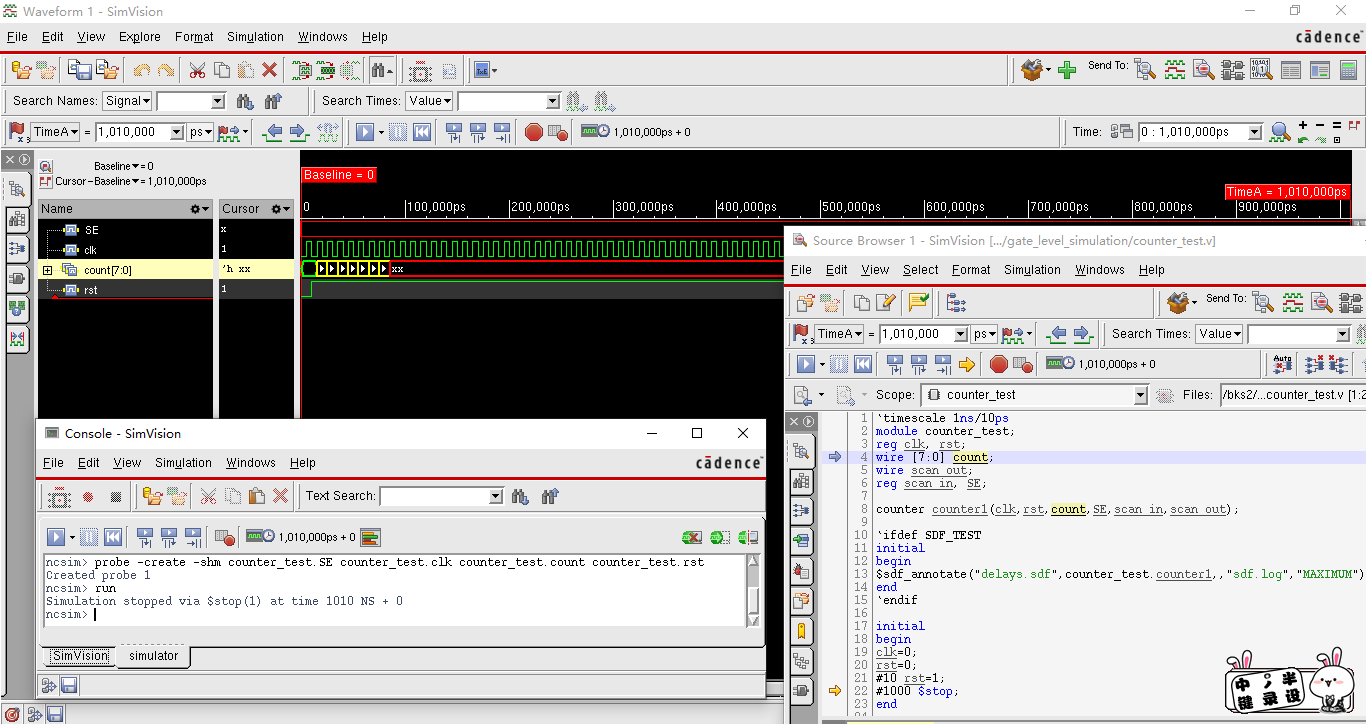 Waveform 1 - SimVision
File Edit View Explore Format Simulation Windows Help
cādence
Send To:
Search Names: Signal Search Times: Value
TimeA = 1,010,000 ps 1,010,000ps + 0 Time: 0 : 1,010,000ps
Baseline = 0
Cursor-Baseline = 1,010,000ps
Baseline = 0
TimeA = 1,010,000ps
Name Cursor 0 100,000ps 200,000ps 300,000ps 400,000ps 500,000ps 600,000ps 700,000ps 800,000ps 900,000ps
SE x
clk 1
count[7:0] 'h xx xx
rst 1
Source Browser 1 - SimVision [.../gate_level_simulation/counter_test.v]
File Edit View Select Format Simulation Windows Help
Send To:
TimeA = 1,010,000 ps Search Times: Value
1,010,000ps + 0
Scope: counter_test Files: /bks2/...counter_test.v [1:2
1 `timescale 1ns/10ps
2 module counter_test;
3 reg clk, rst;
4 wire [7:0] count;
5 wire scan_out;
6 reg scan_in, SE;
7
8 counter counter1(clk,rst,count,SE,scan_in,scan_out);
9
10 `ifdef SDF_TEST
11 initial
12 begin
13 $sdf_annotate("delays.sdf",counter_test.counter1,,"sdf.log","MAXIMUM")
14 end
15 `endif
16
17 initial
18 begin
19 clk=0;
20 rst=0;
21 #10 rst=1;
22 #1000 $stop;
23 end
Console - SimVision
File Edit View Simulation Windows Help
cādence
Text Search:
1,010,000ps + 0
ncsim> probe -create -shm counter_test.SE counter_test.clk counter_test.count counter_test.rst
Created probe 1
ncsim> run
Simulation stopped via $stop(1) at time 1010 NS + 0
ncsim>
SimVision simulator
中 半
键 录 设